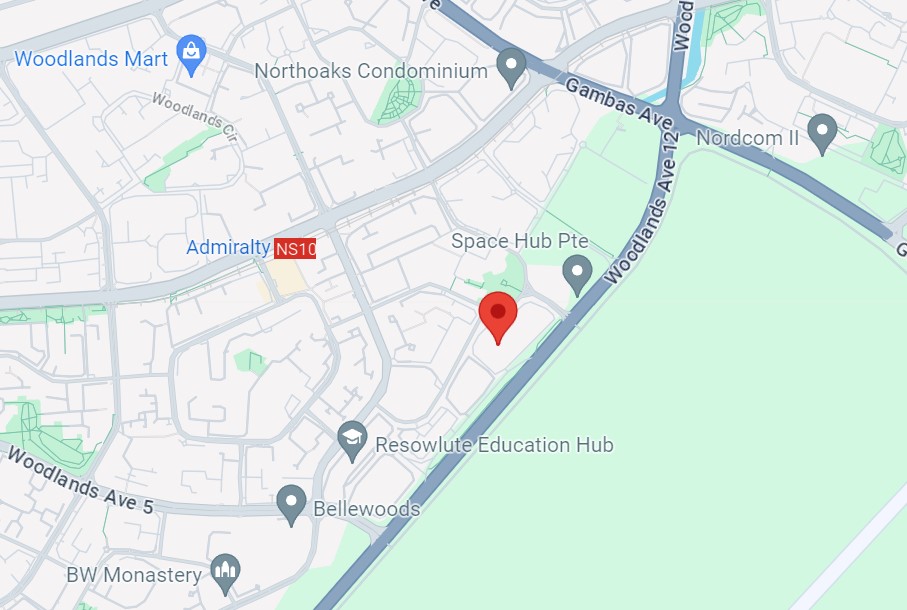 Woodlands Mart
Northoaks Condominium
Woodlands Cir
Gambas Ave
Nordcom II
Woodlands Ave 12
Admiralty NS10
Space Hub Pte
Resowlute Education Hub
Woodlands Ave 5
Bellewoods
BW Monastery